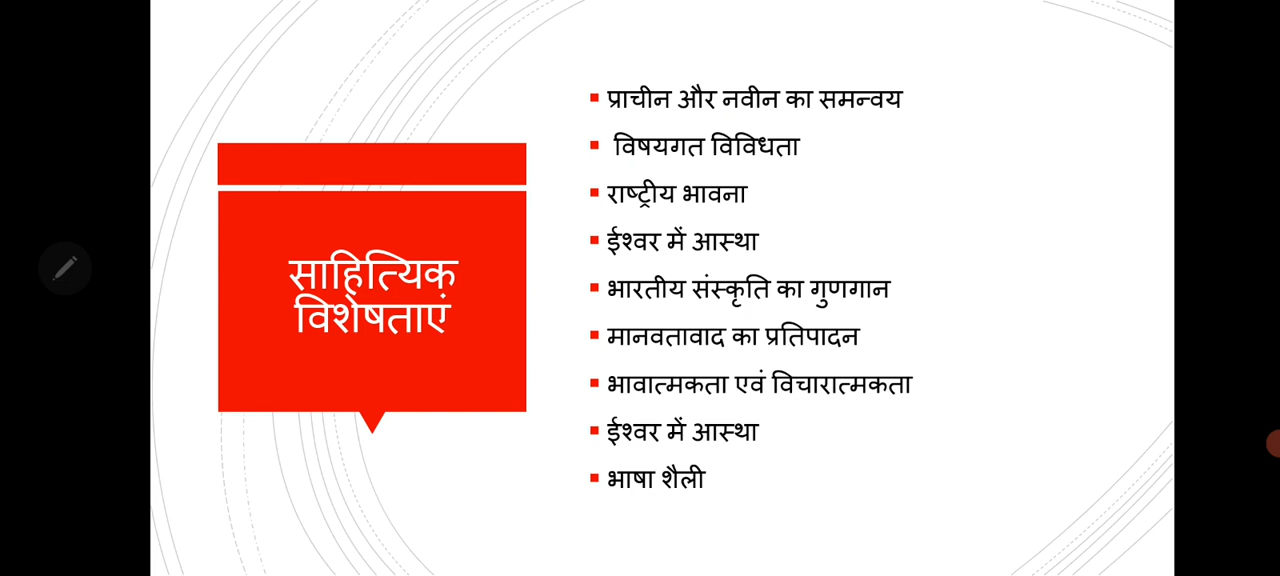 साहित्यिक
विशेषताएं
प्राचीन और नवीन का समन्वय
विषयगत विविधता
राष्ट्रीय भावना
ईश्वर में आस्था
भारतीय संस्कृति का गुणगान
मानवतावाद का प्रतिपादन
भावात्मकता एवं विचारात्मकता
ईश्वर में आस्था
भाषा शैली